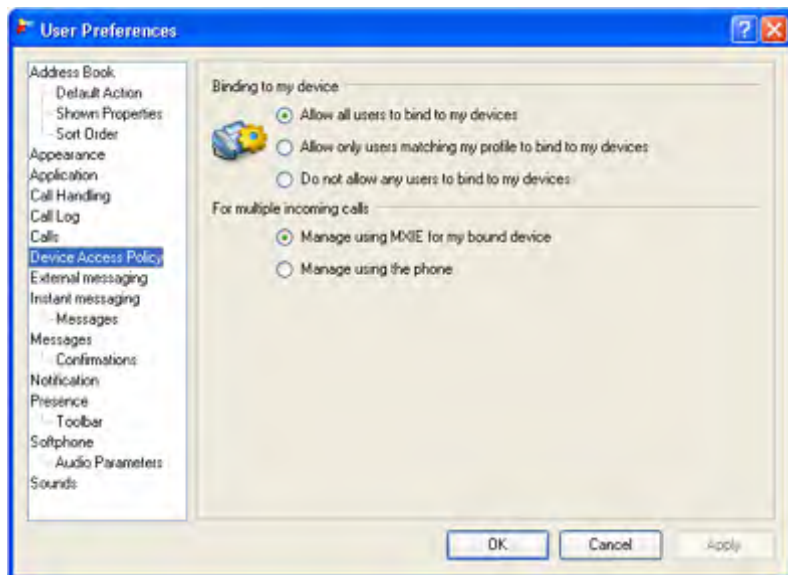 User Preferences
Address Book
Default Action
Shown Properties
Sort Order
Appearance
Application
Call Handling
Call Log
Calls
Device Access Policy
External messaging
Instant messaging
Messages
Messages
Confirmations
Notification
Presence
Toolbar
Softphone
Audio Parameters
Sounds
Binding to my device
Allow all users to bind to my devices
Allow only users matching my profile to bind to my devices
Do not allow any users to bind to my devices
For multiple incoming calls
Manage using MXIE for my bound device
Manage using the phone
OK Cancel Apply